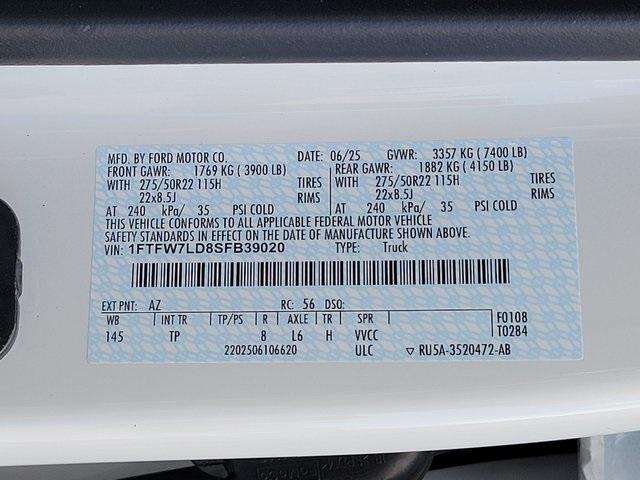 MFD. BY FORD MOTOR CO. DATE: 06/25 GVWR: 3357 KG ( 7400 LB)
FRONT GAWR: 1769 KG ( 3900 LB) REAR GAWR: 1882 KG ( 4150 LB)
WITH 275/50R22 115H TIRES WITH 275/50R22 115H TIRES
22x8.5J RIMS 22x8.5J RIMS
AT 240 kPa/ 35 PSI COLD AT 240 kPa/ 35 PSI COLD
THIS VEHICLE CONFORMS TO ALL APPLICABLE FEDERAL MOTOR VEHICLE
SAFETY STANDARDS IN EFFECT ON THE DATE OF MANUFACTURE SHOWN ABOVE.
VIN: 1FTFW7LD8SFB39020 TYPE: Truck
EXT PNT: AZ RC: 56 DSO:
WB INT TR TP/PS R AXLE TR SPR F0108
145 TP 8 L6 H VVCC T0284
2202506106620 ULC ▽ RU5A-3520472-AB